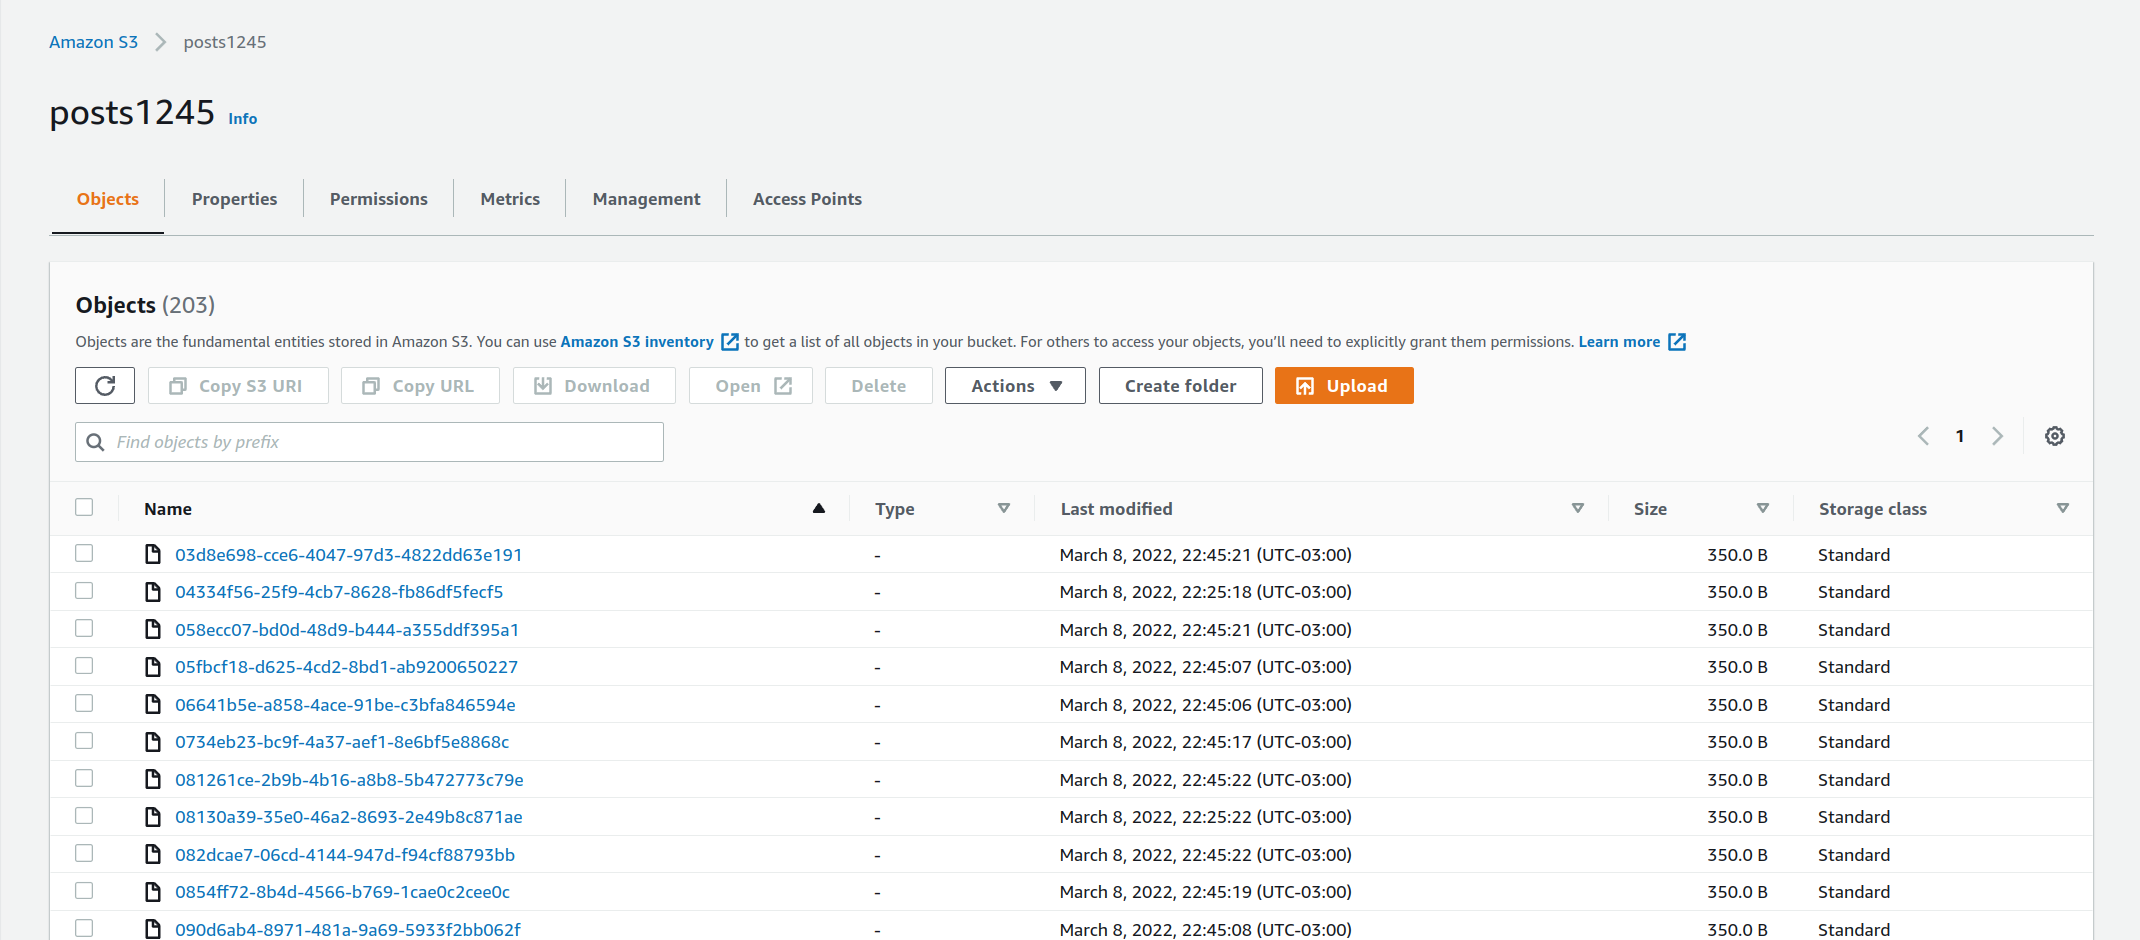 Amazon S3 > posts1245
posts1245 Info
Objects Properties Permissions Metrics Management Access Points
Objects (203)
Objects are the fundamental entities stored in Amazon S3. You can use Amazon S3 inventory to get a list of all objects in your bucket. For others to access your objects, you'll need to explicitly grant them permissions. Learn more
Copy S3 URI Copy URL Download Open Delete Actions Create folder Upload
Find objects by prefix 1
Name Type Last modified Size Storage class
03d8e698-cce6-4047-97d3-4822dd63e191 - March 8, 2022, 22:45:21 (UTC-03:00) 350.0 B Standard
04334f56-25f9-4cb7-8628-fb86df5fecf5 - March 8, 2022, 22:25:18 (UTC-03:00) 350.0 B Standard
058ecc07-bd0d-48d9-b444-a355ddf395a1 - March 8, 2022, 22:45:21 (UTC-03:00) 350.0 B Standard
05fbcf18-d625-4cd2-8bd1-ab9200650227 - March 8, 2022, 22:45:07 (UTC-03:00) 350.0 B Standard
06641b5e-a858-4ace-91be-c3bfa846594e - March 8, 2022, 22:45:06 (UTC-03:00) 350.0 B Standard
0734eb23-bc9f-4a37-aef1-8e6bf5e8868c - March 8, 2022, 22:45:17 (UTC-03:00) 350.0 B Standard
081261ce-2b9b-4b16-a8b8-5b472773c79e - March 8, 2022, 22:45:22 (UTC-03:00) 350.0 B Standard
08130a39-35e0-46a2-8693-2e49b8c871ae - March 8, 2022, 22:25:22 (UTC-03:00) 350.0 B Standard
082dcae7-06cd-4144-947d-f94cf88793bb - March 8, 2022, 22:45:22 (UTC-03:00) 350.0 B Standard
0854ff72-8b4d-4566-b769-1cae0c2cee0c - March 8, 2022, 22:45:19 (UTC-03:00) 350.0 B Standard
090d6ab4-8971-481a-9a69-5933f2bb062f - March 8, 2022, 22:45:08 (UTC-03:00) 350.0 B Standard